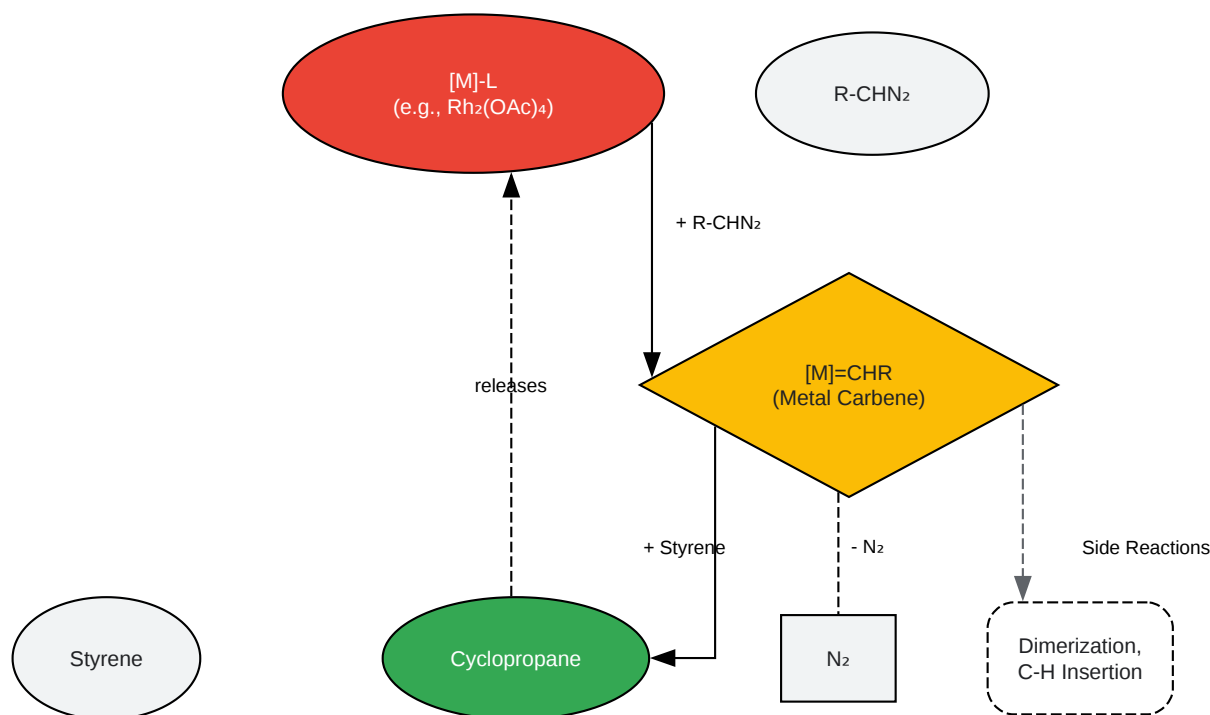 [M]-L
(e.g., Rh₂(OAc)₄)
R-CHN₂
+ R-CHN₂
[M]=CHR
(Metal Carbene)
releases
+ Styrene
- N₂
Side Reactions
Styrene
Cyclopropane
N₂
Dimerization,
C-H Insertion